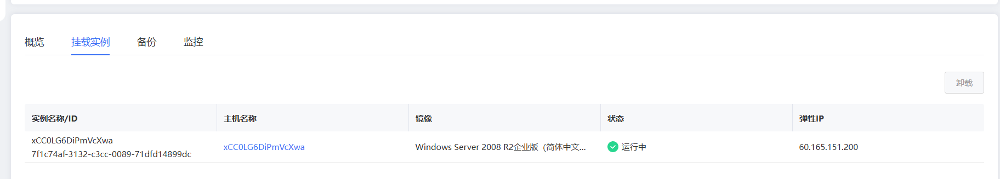 概览 挂载实例 备份 监控
卸载
实例名称/ID 主机名称 镜像 状态 弹性IP
xCC0LG6DiPmVcXwa
7f1c74af-3132-c3cc-0089-71dfd14899dc
xCC0LG6DiPmVcXwa Windows Server 2008 R2企业版（简体中文... 运行中 60.165.151.200